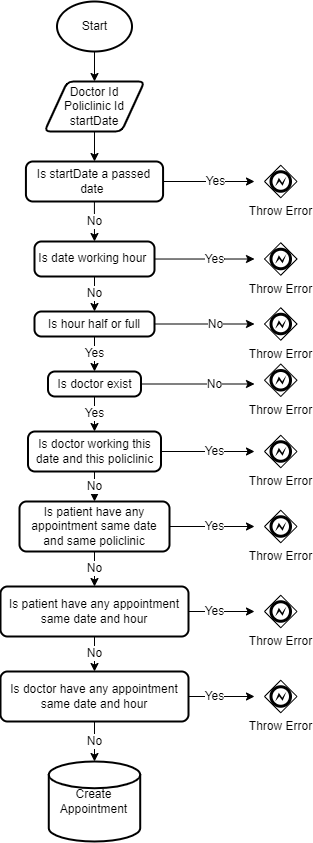 Start
Doctor Id
Policlinic Id
startDate
Is startDate a passed
date
Yes
Throw Error
No
Is date working hour
Yes
Throw Error
No
Is hour half or full
No
Throw Error
Yes
Is doctor exist
No
Throw Error
Yes
Is doctor working this
date and this policlinic
Yes
Throw Error
No
Is patient have any
appointment same date
and same policlinic
Yes
Throw Error
No
Is patient have any appointment
same date and hour
Yes
Throw Error
No
Is doctor have any appointment
same date and hour
Yes
Throw Error
No
Create
Appointment